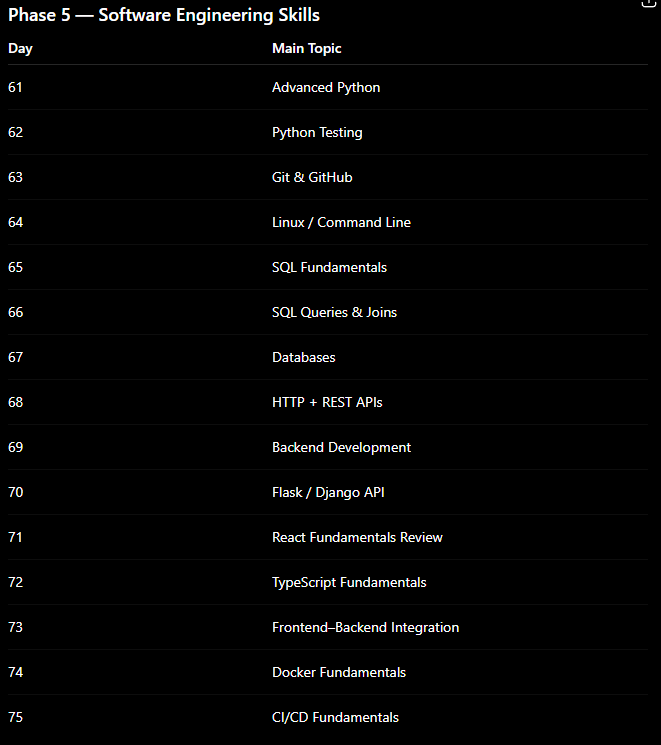 Phase 5 — Software Engineering Skills
Day Main Topic
61 Advanced Python
62 Python Testing
63 Git & GitHub
64 Linux / Command Line
65 SQL Fundamentals
66 SQL Queries & Joins
67 Databases
68 HTTP + REST APIs
69 Backend Development
70 Flask / Django API
71 React Fundamentals Review
72 TypeScript Fundamentals
73 Frontend–Backend Integration
74 Docker Fundamentals
75 CI/CD Fundamentals